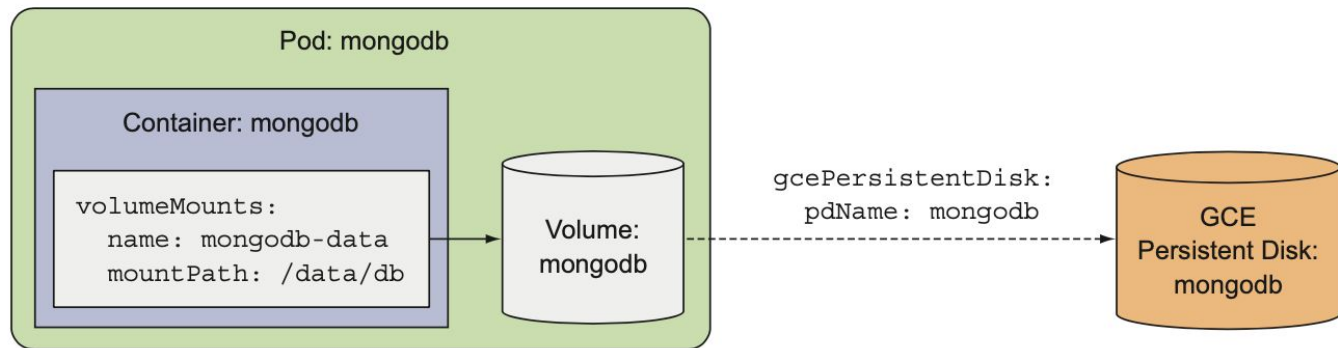 Pod: mongodb
Container: mongodb
volumeMounts:
name: mongodb-data
mountPath: /data/db
Volume:
mongodb
gcePersistentDisk:
pdName: mongodb
GCE
Persistent Disk:
mongodb